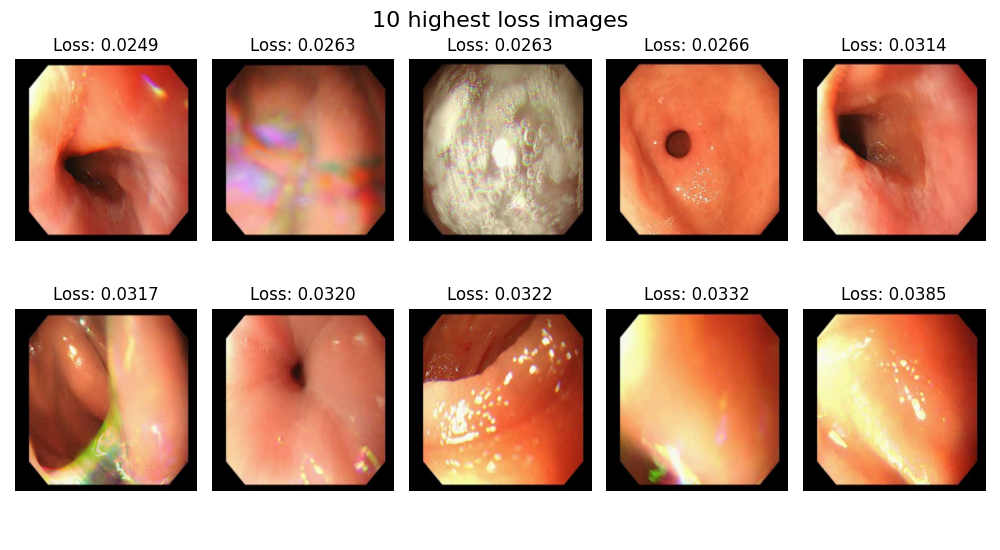 10 highest loss images
Loss: 0.0249
Loss: 0.0263
Loss: 0.0263
Loss: 0.0266
Loss: 0.0314
Loss: 0.0317
Loss: 0.0320
Loss: 0.0322
Loss: 0.0332
Loss: 0.0385